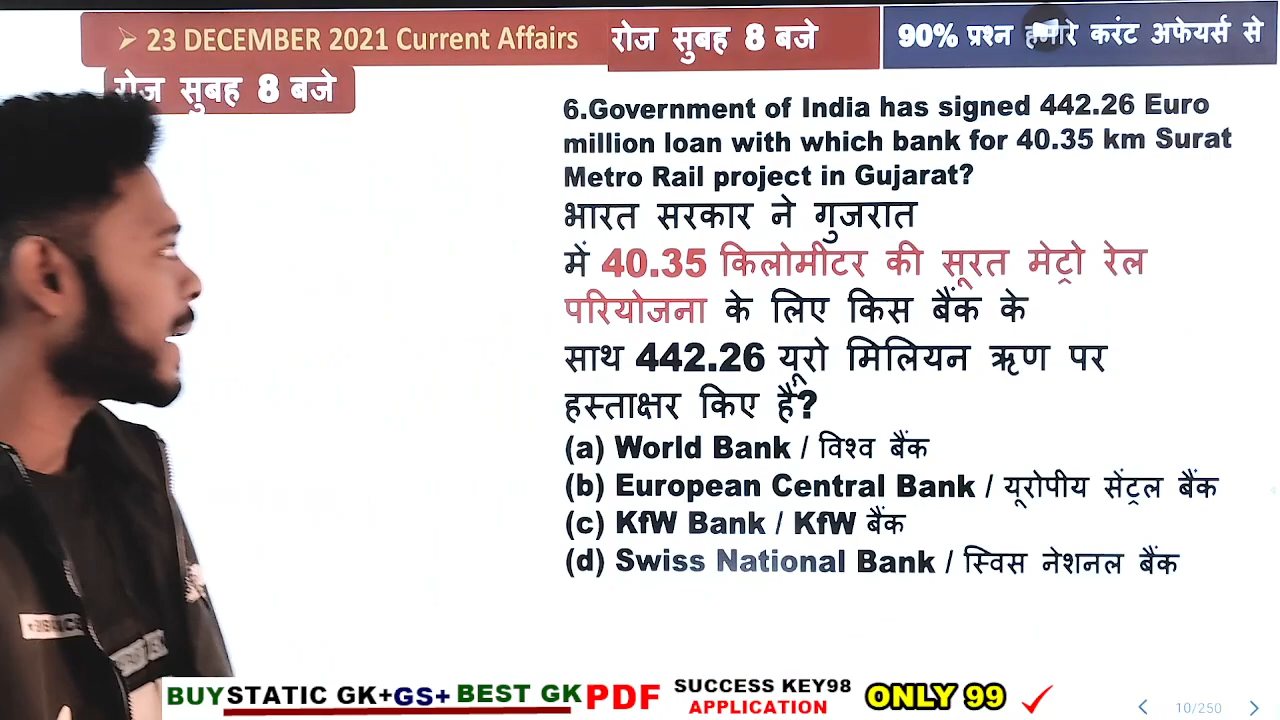 ➢ 23 DECEMBER 2021 Current Affairs
रोज सुबह 8 बजे
90% प्रश्न हमारे करंट अफेयर्स से
रोज सुबह 8 बजे
6.Government of India has signed 442.26 Euro
million loan with which bank for 40.35 km Surat
Metro Rail project in Gujarat?
भारत सरकार ने गुजरात
में 40.35 किलोमीटर की सूरत मेट्रो रेल
परियोजना के लिए किस बैंक के
साथ 442.26 यूरो मिलियन ऋण पर
हस्ताक्षर किए हैं?
(a) World Bank / विश्व बैंक
(b) European Central Bank / यूरोपीय सेंट्रल बैंक
(c) KfW Bank / KfW बैंक
(d) Swiss National Bank / स्विस नेशनल बैंक
BUY STATIC GK+GS+ BEST GK PDF
SUCCESS KEY98
APPLICATION
ONLY 99
10/250